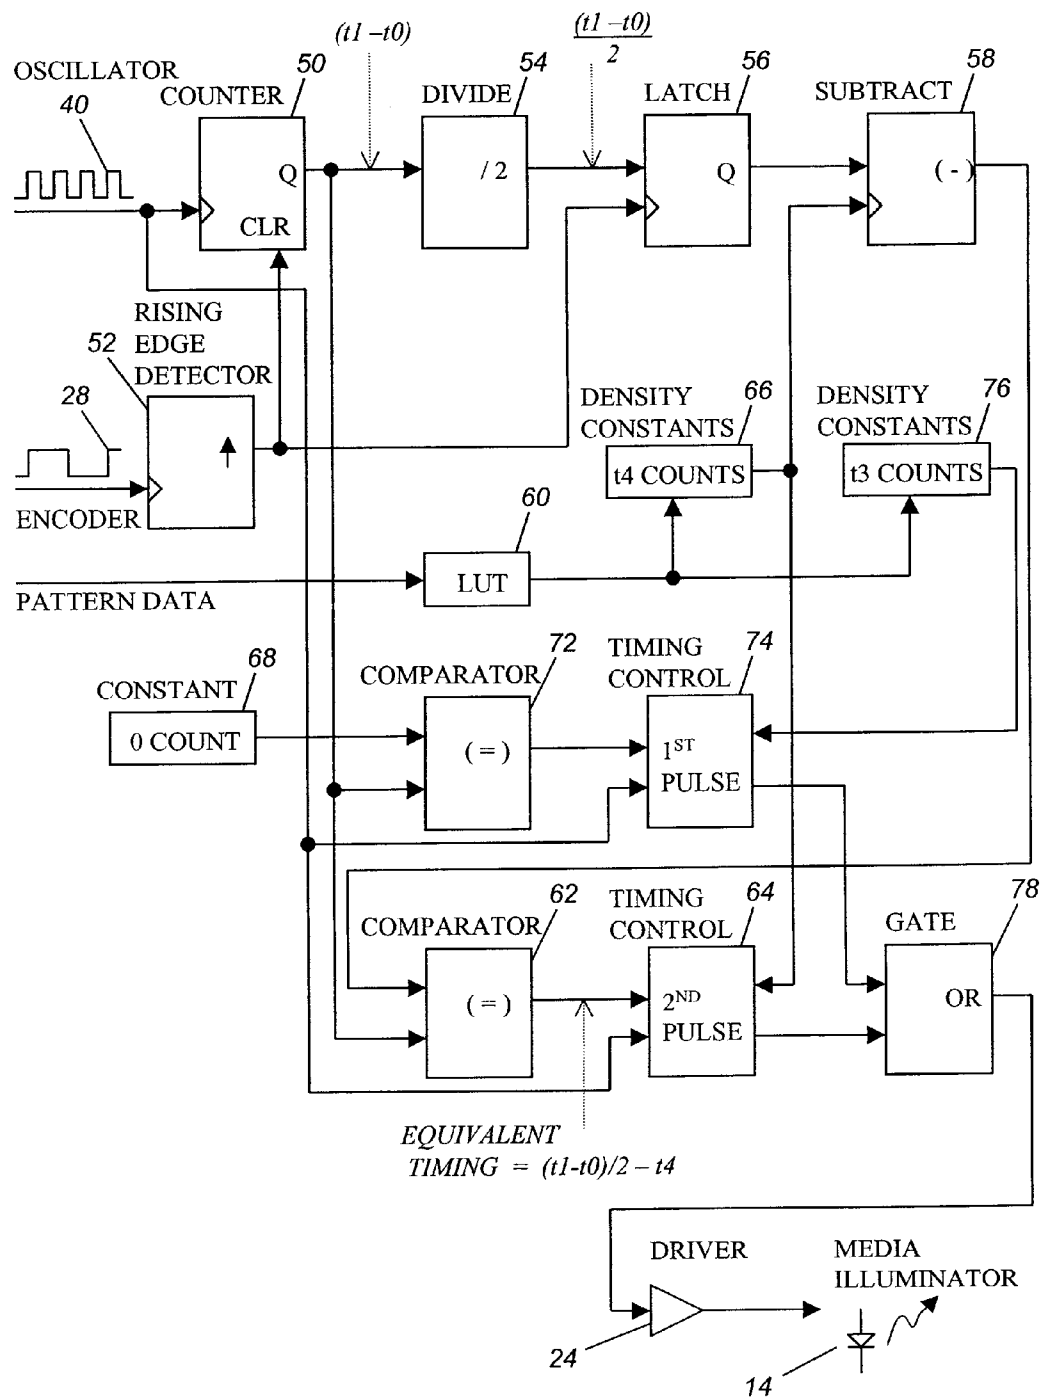 (t1 – t0)
(t1 – t0)
2
OSCILLATOR
40
50
COUNTER
54
DIVIDE
56
LATCH
58
SUBTRACT
Q
/ 2
Q
( - )
CLR
RISING
EDGE
DETECTOR
52
28
ENCODER
DENSITY
CONSTANTS
66
t4 COUNTS
DENSITY
CONSTANTS
76
t3 COUNTS
60
LUT
PATTERN DATA
CONSTANT
68
0 COUNT
COMPARATOR
72
( = )
TIMING
CONTROL
74
1ST
PULSE
COMPARATOR
62
( = )
TIMING
CONTROL
64
2ND
PULSE
GATE
78
OR
EQUIVALENT
TIMING = (t1-t0)/2 – t4
DRIVER
24
MEDIA
ILLUMINATOR
14